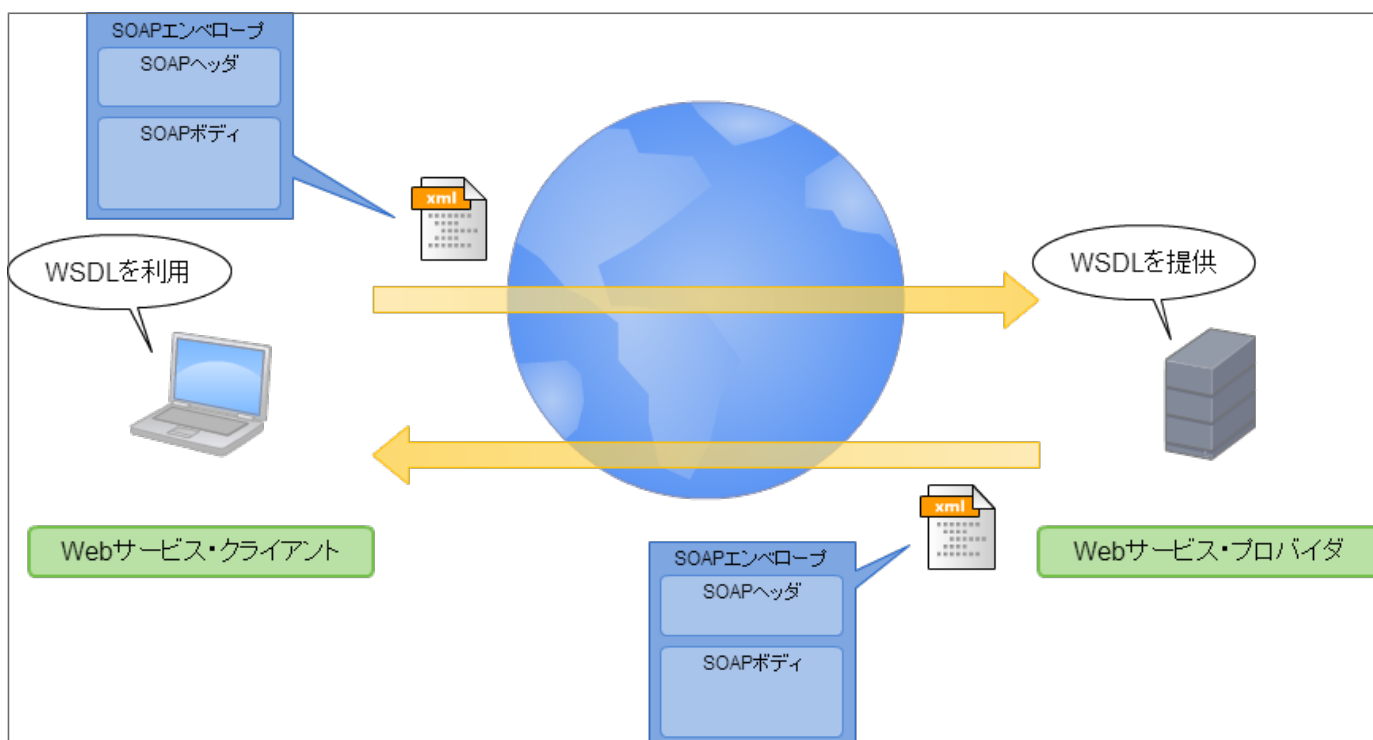 SOAPエンベロープ
SOAPヘッダ
SOAPボディ
xml
WSDLを利用
WSDLを提供
xml
Webサービス・クライアント
Webサービス・プロバイダ
SOAPエンベロープ
SOAPヘッダ
SOAPボディ